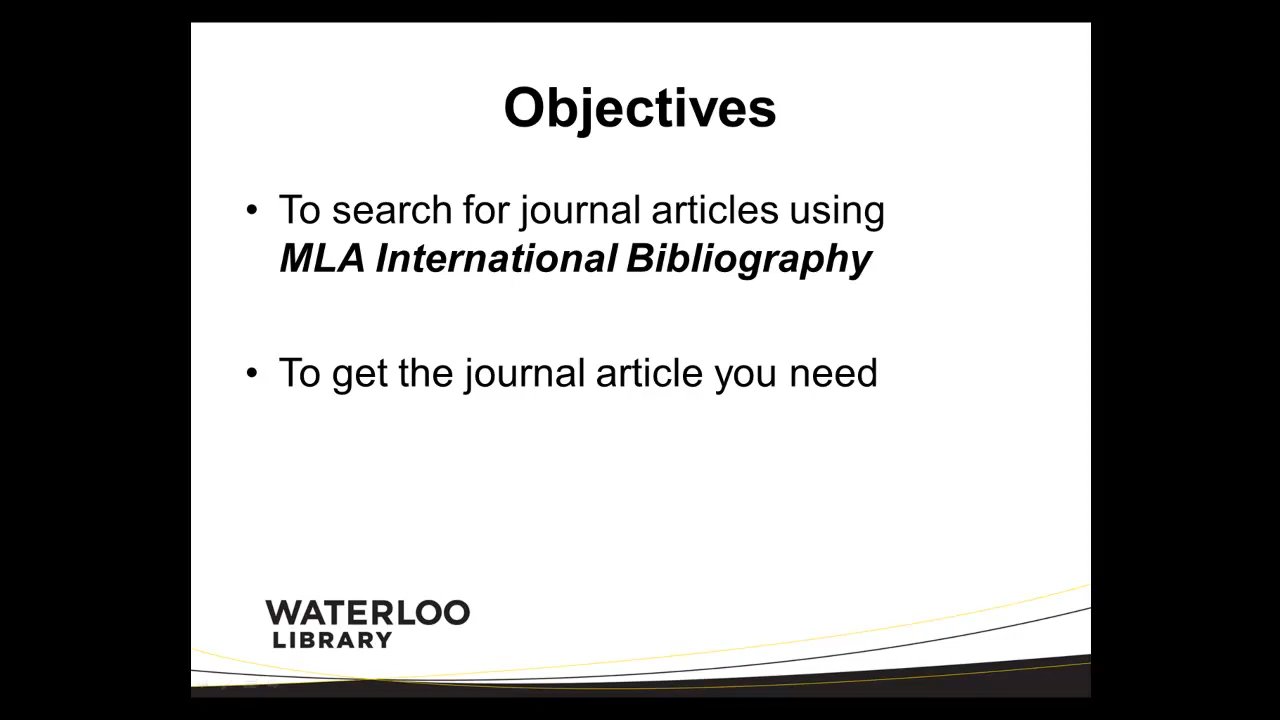 Objectives
• To search for journal articles using
MLA International Bibliography
• To get the journal article you need
WATERLOO
LIBRARY